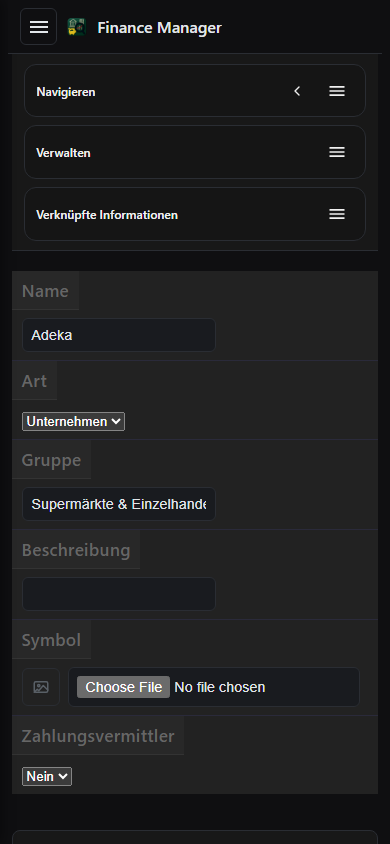 Finance Manager
Navigieren
Verwalten
Verknüpfte Informationen
Name
Adeka
Art
Unternehmen
Gruppe
Supermärkte & Einzelhande
Beschreibung
Symbol
Choose File No file chosen
Zahlungsvermittler
Nein